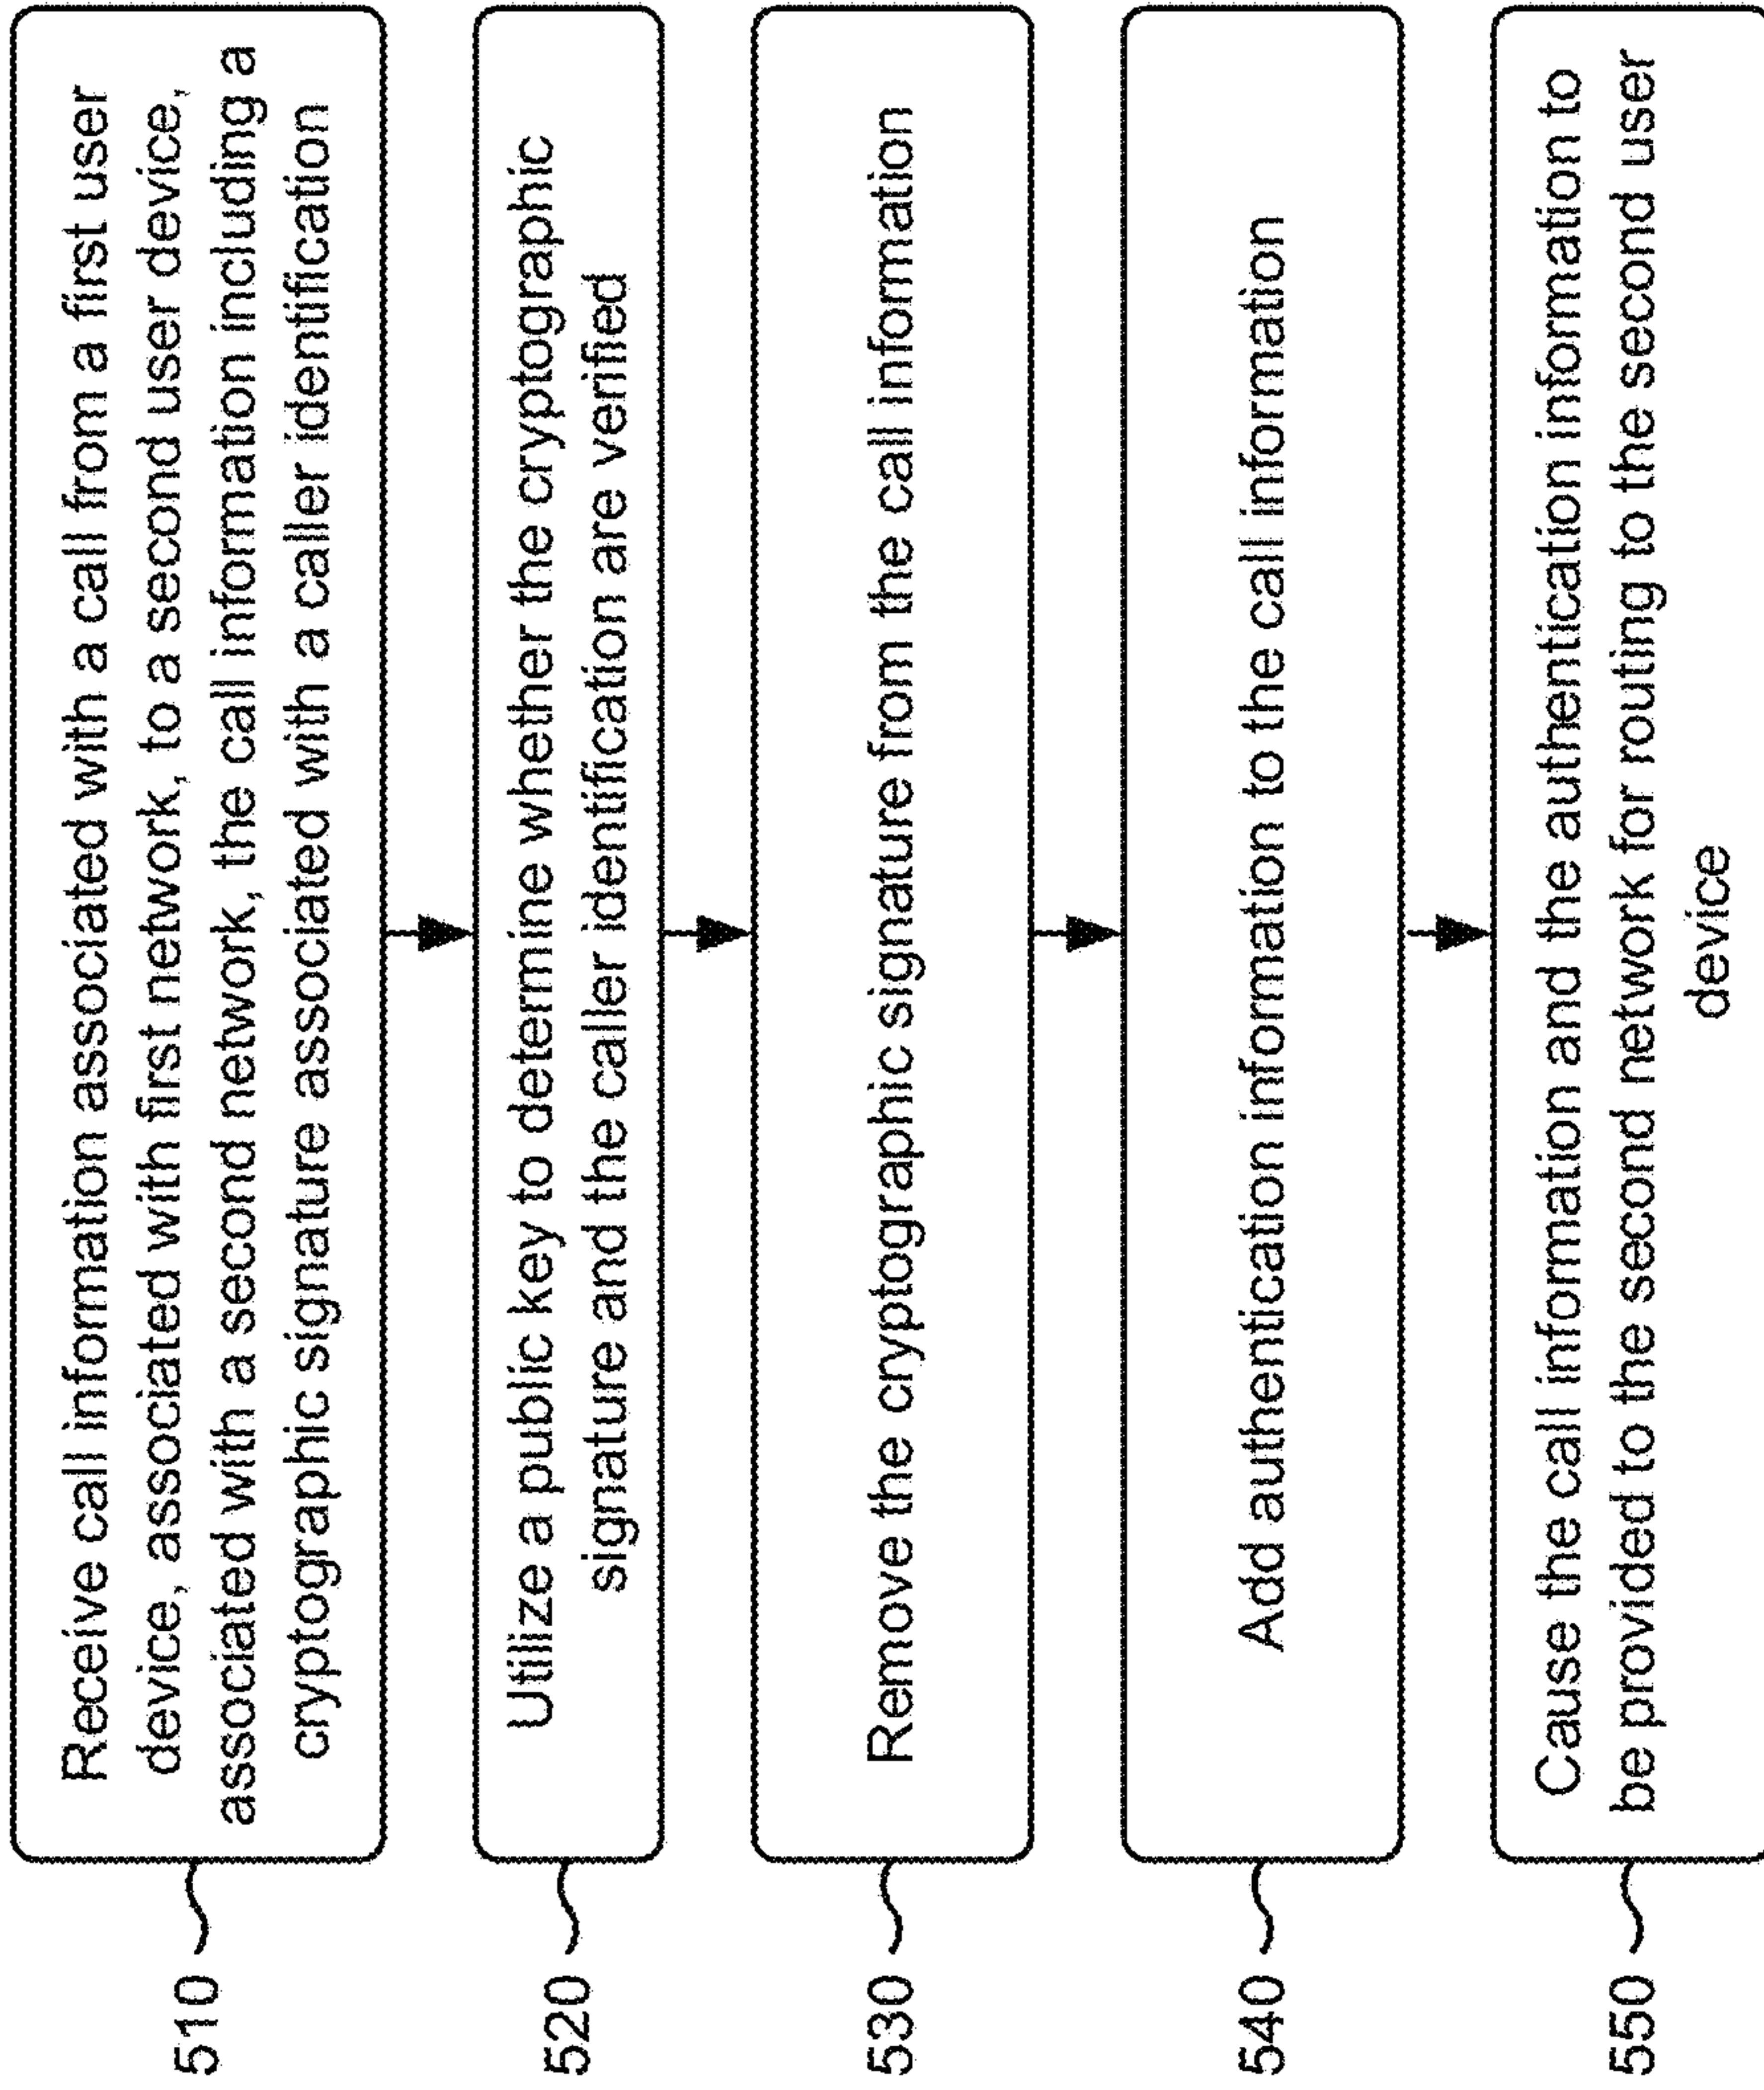 510
Receive call information associated with a call from a first user
device, associated with first network, to a second user device,
associated with a second network, the call information including a
cryptographic signature associated with a caller identification
520
Utilize a public key to determine whether the cryptographic
signature and the caller identification are verified
530
Remove the cryptographic signature from the call information
540
Add authentication information to the call information
550
Cause the call information and the authentication information to
be provided to the second network for routing to the second user
device